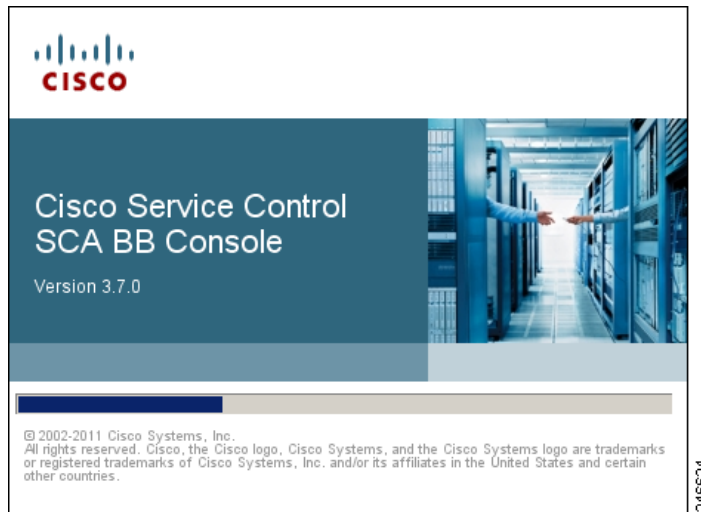 CISCO
Cisco Service Control
SCA BB Console
Version 3.7.0
© 2002-2011 Cisco Systems, Inc.
All rights reserved. Cisco, the Cisco logo, Cisco Systems, and the Cisco Systems logo are trademarks
or registered trademarks of Cisco Systems, Inc. and/or its affiliates in the United States and certain
other countries.